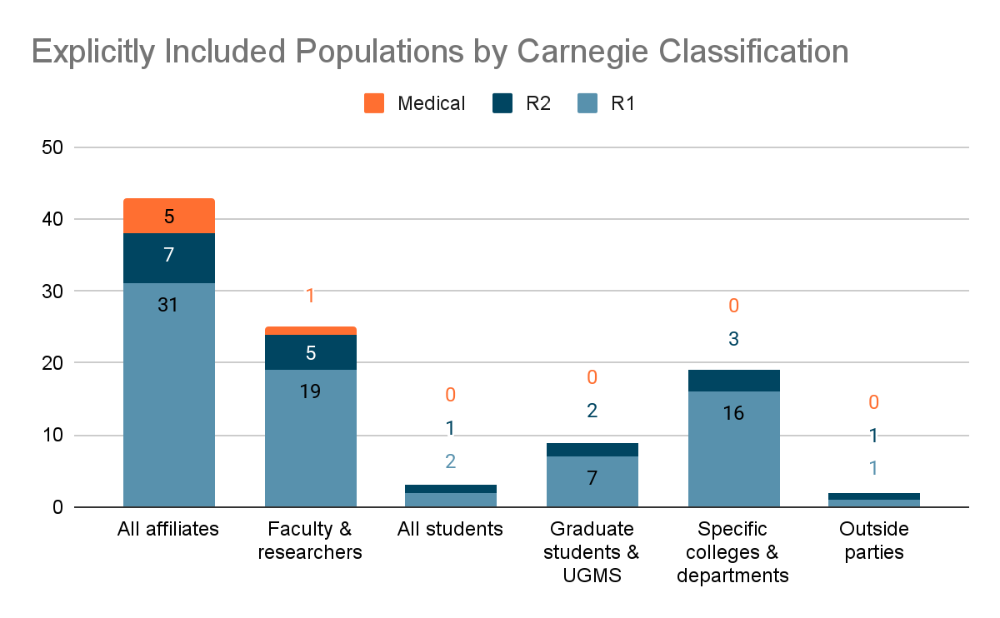 Explicitly Included Populations by Carnegie Classification
Medical R2 R1
50
40
30
20
10
0
5
7
31
1
5
19
0
1
2
0
2
7
0
3
16
0
1
1
All affiliates
Faculty &
researchers
All students
Graduate
students &
UGMS
Specific
colleges &
departments
Outside
parties